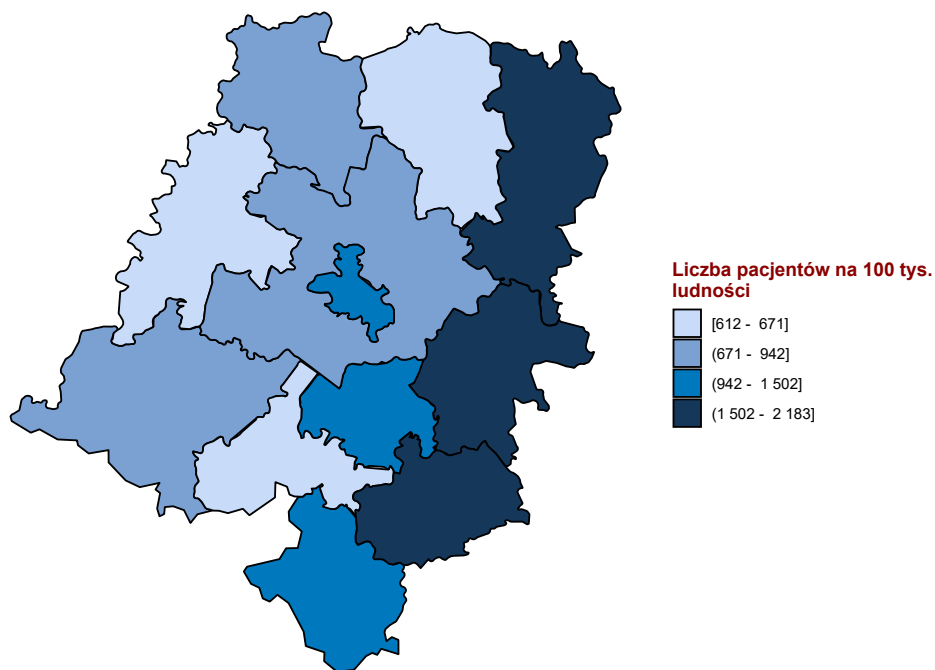 Liczba pacjentów na 100 tys.
ludności
[612 - 671]
(671 - 942]
(942 - 1 502]
(1 502 - 2 183]